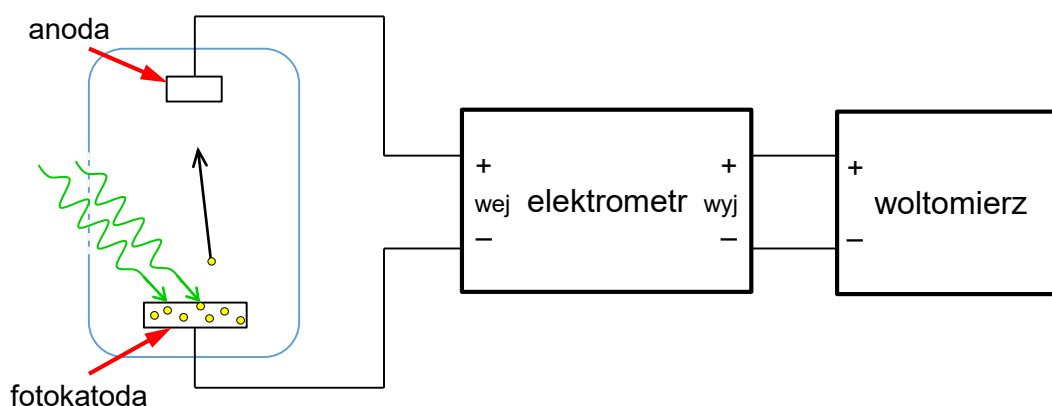 anoda
fotokatoda
+
wej
−
elektrometr
+
wyj
−
+
−
woltomierz